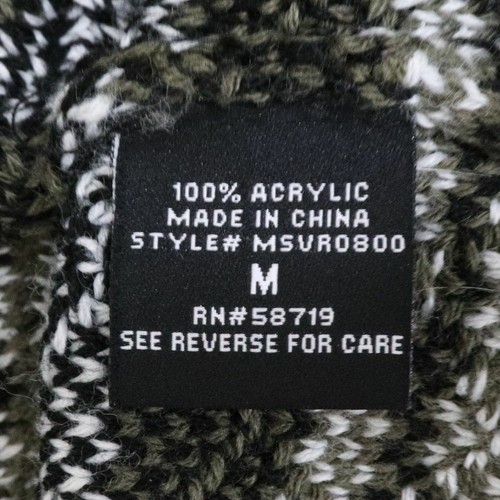 100% ACRYLIC
MADE IN CHINA
STYLE# MSVR0800
M
RN#58719
SEE REVERSE FOR CARE